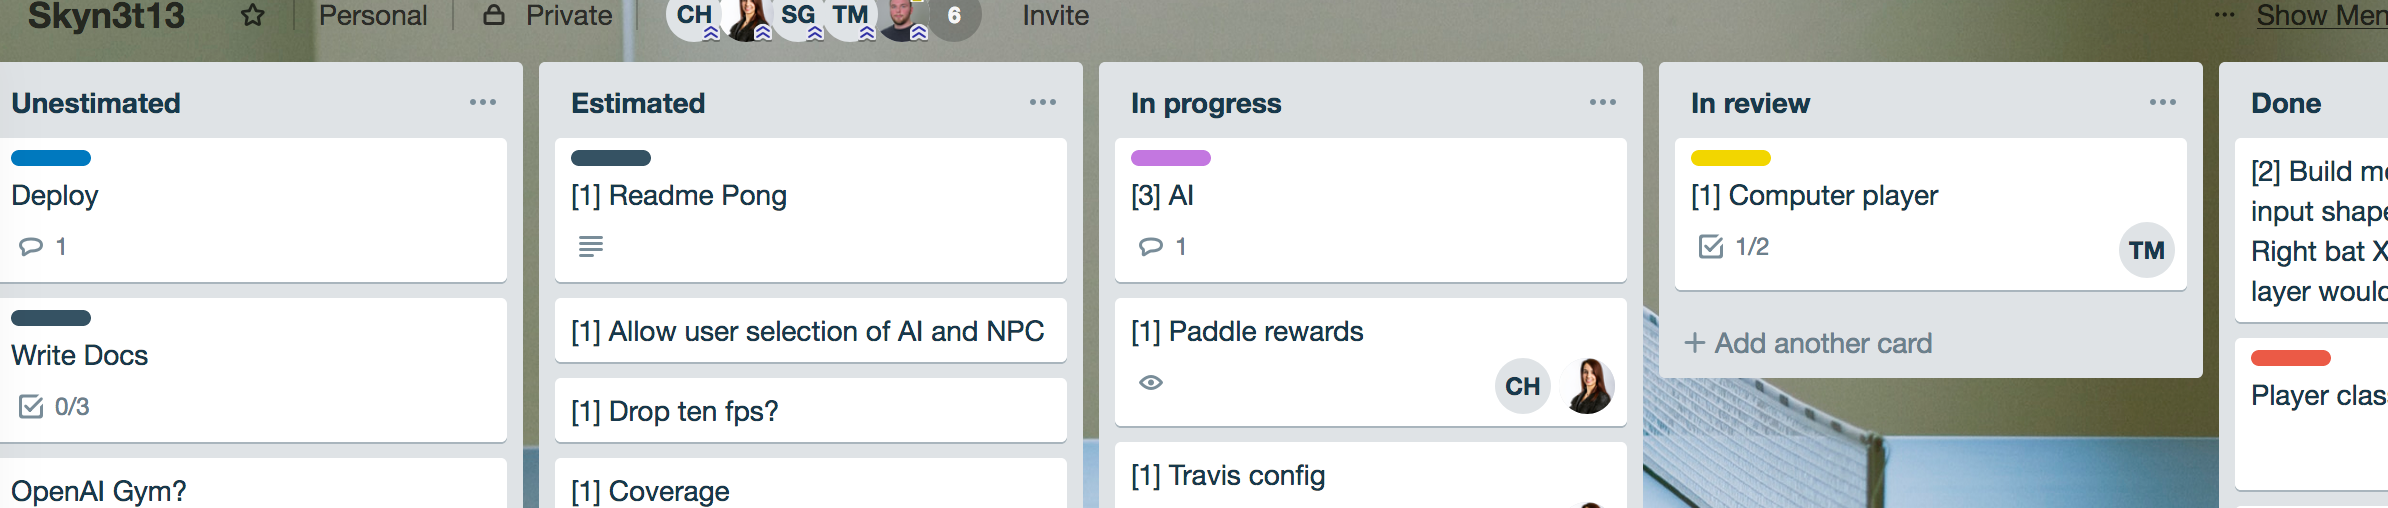 Skyn3t13
Personal
Private
CH
SG
TM
6
Invite
Show Men
Unestimated
Deploy
1
Write Docs
0/3
OpenAI Gym?
Estimated
[1] Readme Pong
[1] Allow user selection of AI and NPC
[1] Drop ten fps?
[1] Coverage
In progress
[3] AI
1
[1] Paddle rewards
CH
[1] Travis config
In review
[1] Computer player
1/2
TM
+ Add another card
Done
[2] Build m
input shape
Right bat X
layer would
Player clas